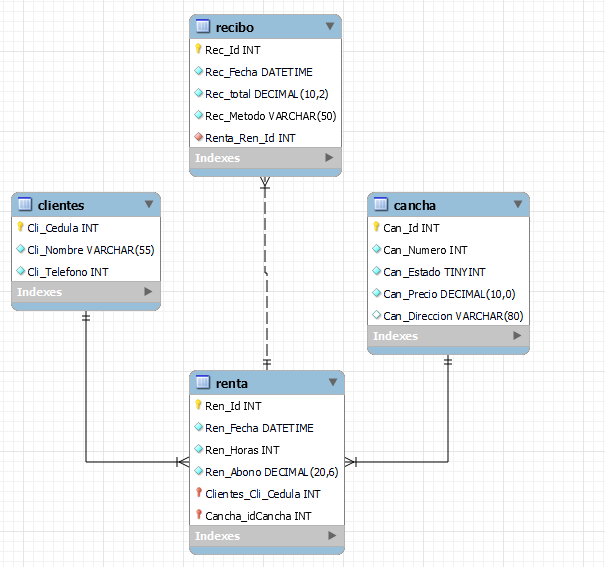 recibo
Rec_Id INT
Rec_Fecha DATETIME
Rec_total DECIMAL(10,2)
Rec_Metodo VARCHAR(50)
Renta_Ren_Id INT
Indexes
clientes
Cli_Cedula INT
Cli_Nombre VARCHAR(55)
Cli_Telefono INT
Indexes
cancha
Can_Id INT
Can_Numero INT
Can_Estado TINYINT
Can_Precio DECIMAL(10,0)
Can_Direccion VARCHAR(80)
Indexes
renta
Ren_Id INT
Ren_Fecha DATETIME
Ren_Horas INT
Ren_Abono DECIMAL(20,6)
Clientes_Cli_Cedula INT
Cancha_idCancha INT
Indexes